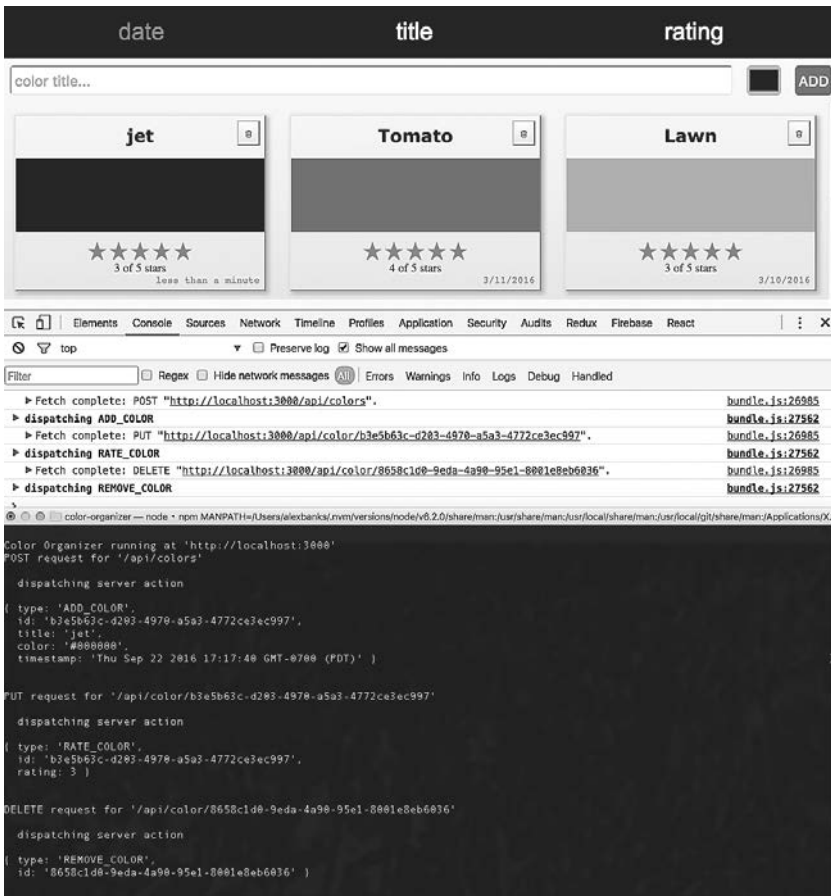 date title rating
color title... ADD
jet Tomato Lawn
3 of 5 stars 4 of 5 stars 3 of 5 stars
less than a minute 3/11/2016 3/10/2016
Elements Console Sources Network Timeline Profiles Application Security Audits Redux Firebase React
top ▼ Preserve log Show all messages
Filter Regex Hide network messages All Errors Warnings Info Logs Debug Handled
Fetch complete: POST "http://localhost:3000/api/colors". bundle.js:26985
dispatching ADD_COLOR bundle.js:27562
Fetch complete: PUT "http://localhost:3000/api/color/b3e5b63c-d203-4970-a5a3-4772ce3ec997". bundle.js:26985
dispatching RATE_COLOR bundle.js:27562
Fetch complete: DELETE "http://localhost:3000/api/color/8658c1d0-9eda-4a90-95e1-8001e8eb6036". bundle.js:26985
dispatching REMOVE_COLOR bundle.js:27562
color-organizer — node • npm MANPATH=/Users/alexbanks/.nvm/versions/node/v6.2.0/share/man:/usr/share/man:/usr/local/share/man:/usr/local/git/share/man:/Applications/X
Color Organizer running at 'http://localhost:3000'
POST request for '/api/colors'
dispatching server action
{ type: 'ADD_COLOR',
id: 'b3e5b63c-d203-4970-a5a3-4772ce3ec997',
title: 'jet',
color: '#000000',
timestamp: 'Thu Sep 22 2016 17:17:40 GMT-0700 (PDT)' }
PUT request for '/api/color/b3e5b63c-d203-4970-a5a3-4772ce3ec997'
dispatching server action
{ type: 'RATE_COLOR',
id: 'b3e5b63c-d203-4970-a5a3-4772ce3ec997',
rating: 3 }
DELETE request for '/api/color/8658c1d0-9eda-4a90-95e1-8001e8eb6036'
dispatching server action
{ type: 'REMOVE_COLOR',
id: '8658c1d0-9eda-4a90-95e1-8001e8eb6036' }